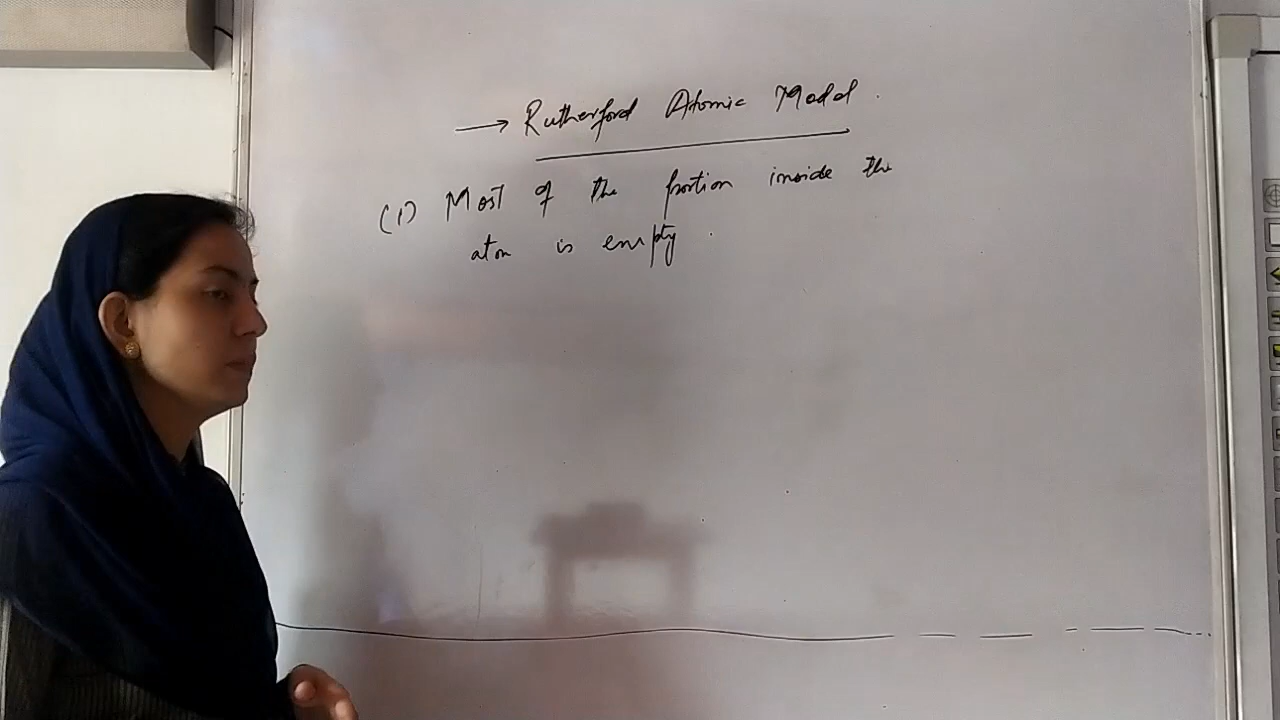 → Rutherford Atomic Model.
(1) Most of the portion inside the
atom is empty.